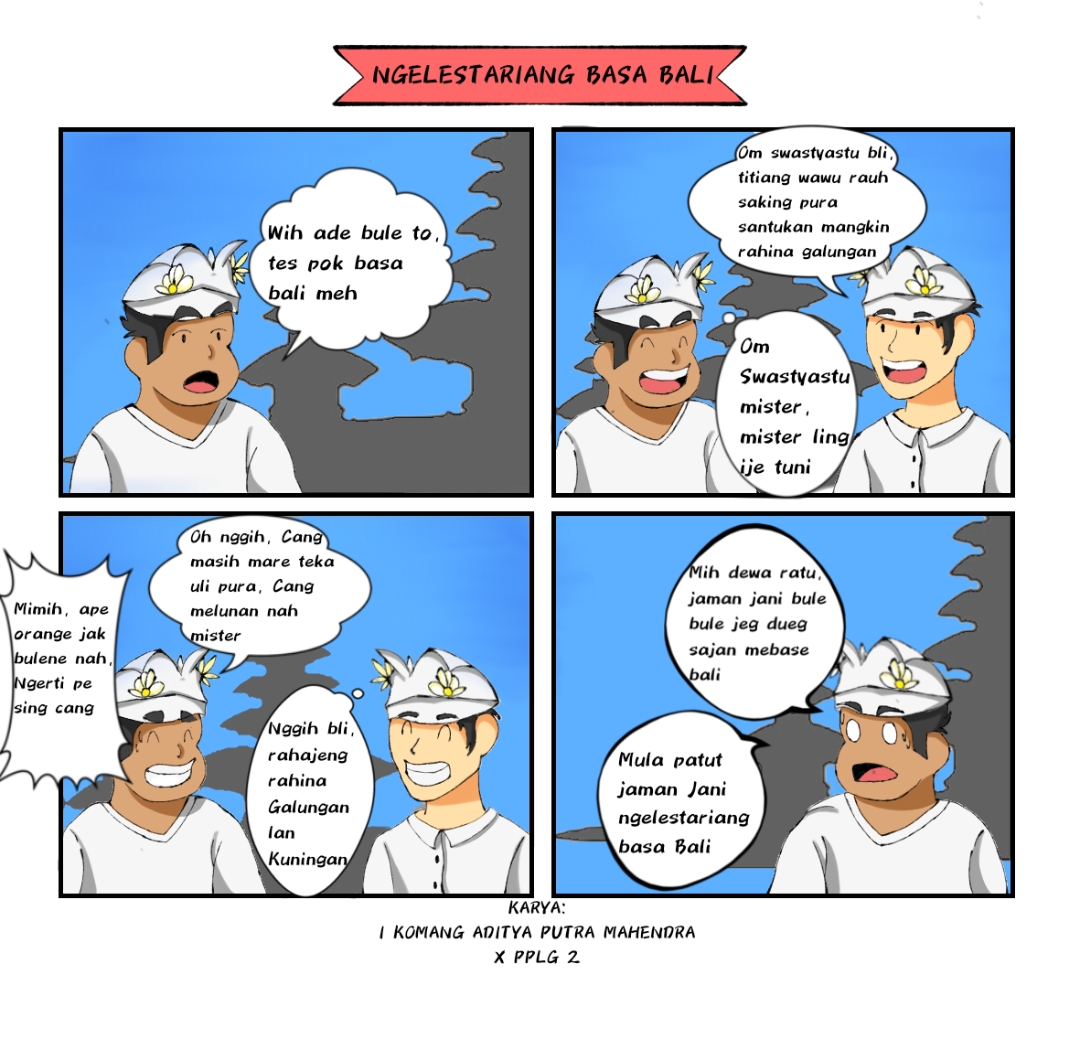 NGELESTARIANG BASA BALI
Wih ade bule to,
tes pok basa
bali meh
Om swastyastu bli,
titiang wawu rauh
saking pura
santukan mangkin
rahina galungan
Om
Swastyastu
mister,
mister ling
ije tuni
Mimih, ape
orange jak
bulene nah,
Ngerti pe
sing cang
Oh nggih, Cang
masih mare teka
uli pura, Cang
melunan nah
mister
Nggih bli,
rahajeng
rahina
Galungan
lan
Kuningan
Mih dewa ratu,
jaman jani bule
bule jeg dueg
sajan mebase
bali
Mula patut
jaman Jani
ngelestariang
basa Bali
KARYA:
I KOMANG ADITYA PUTRA MAHENDRA
X PPLG 2